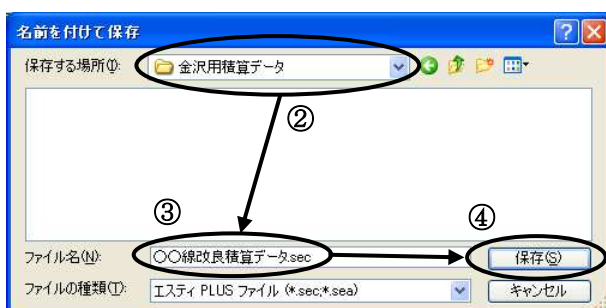 名前を付けて保存
保存する場所(I): 金沢用積算データ
②
③
④
ファイル名(N): 〇〇線改良積算データ.sec 保存(S)
ファイルの種類(T): エスティ PLUS ファイル (*.sec;*.sea) キャンセル